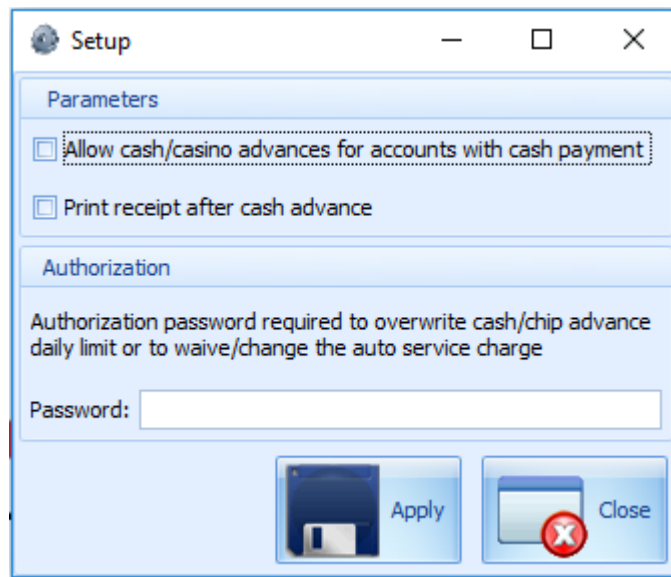 Setup
Parameters
Allow cash/casino advances for accounts with cash payment
Print receipt after cash advance
Authorization
Authorization password required to overwrite cash/chip advance
daily limit or to waive/change the auto service charge
Password:
Apply
Close